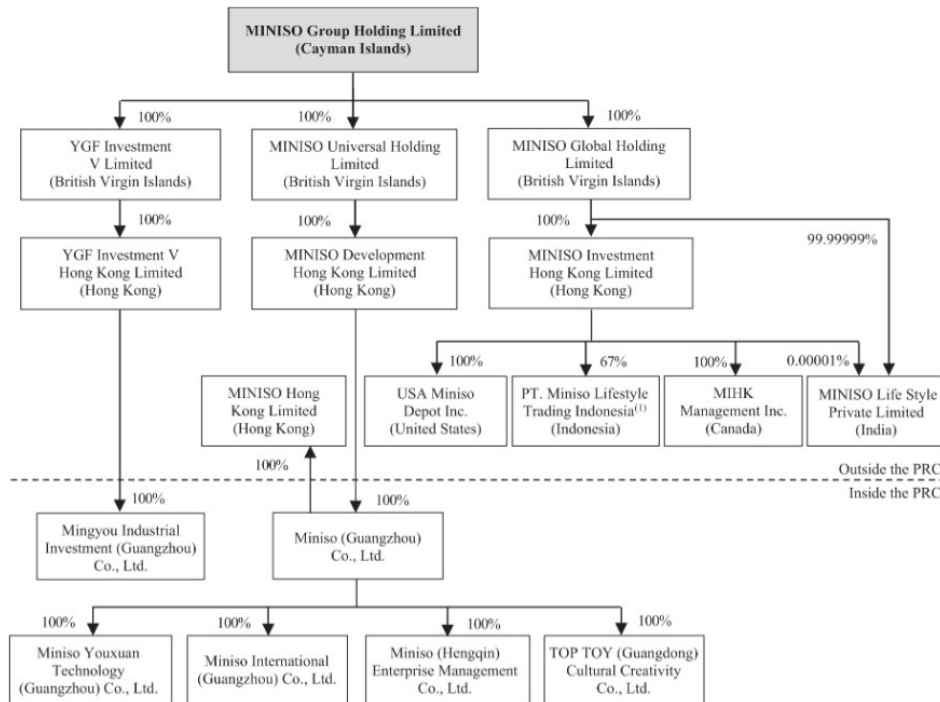 MINISO Group Holding Limited
(Cayman Islands)
100%
100%
100%
YGF Investment
V Limited
(British Virgin Islands)
MINISO Universal Holding
Limited
(British Virgin Islands)
MINISO Global Holding
Limited
(British Virgin Islands)
100%
100%
100%
99.99999%
YGF Investment V
Hong Kong Limited
(Hong Kong)
MINISO Development
Hong Kong Limited
(Hong Kong)
MINISO Investment
Hong Kong Limited
(Hong Kong)
100%
67%
100%
0.00001%
MINISO Hong
Kong Limited
(Hong Kong)
USA Miniso
Depot Inc.
(United States)
PT. Miniso Lifestyle
Trading Indonesia(1)
(Indonesia)
MIHK
Management Inc.
(Canada)
MINISO Life Style
Private Limited
(India)
100%
Outside the PRC
Inside the PRC
100%
100%
Mingyou Industrial
Investment (Guangzhou)
Co., Ltd.
Miniso (Guangzhou)
Co., Ltd.
100%
100%
100%
100%
Miniso Youxuan
Technology
(Guangzhou) Co., Ltd.
Miniso International
(Guangzhou) Co., Ltd.
Miniso (Hengqin)
Enterprise Management
Co., Ltd.
TOP TOY (Guangdong)
Cultural Creativity
Co., Ltd.